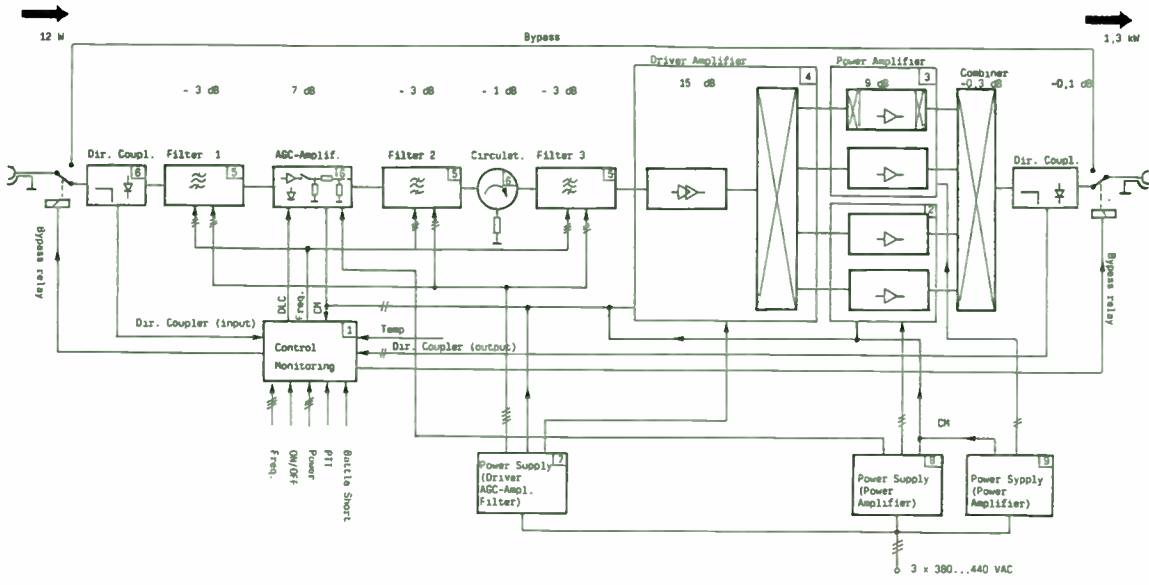 12 W
1,3 kW
Bypass
Driver Amplifier
Power Amplifier
Combiner
- 3 dB
7 dB
- 3 dB
- 1 dB
- 3 dB
15 dB
4
3
9 dB
-0,3 dB
-0,1 dB
Dir. Coupl.
Filter 1
AGC-Amplif.
Filter 2
Circulat.
Filter 3
Dir. Coupl.
6
5
5
6
5
2
Bypass relay
Bypass relay
DLC
Freq.
CM
Dir. Coupler (input)
1
Temp
Control
Monitoring
Dir. Coupler (output)
Freq.
ON/OFF
Power
PTT
Battle Short
CM
7
Power Supply
(Driver
AGC-Ampl.
Filter)
8
Power Supply
(Power
Amplifier)
9
Power Sypply
(Power
Amplifier)
3 x 380...440 VAC